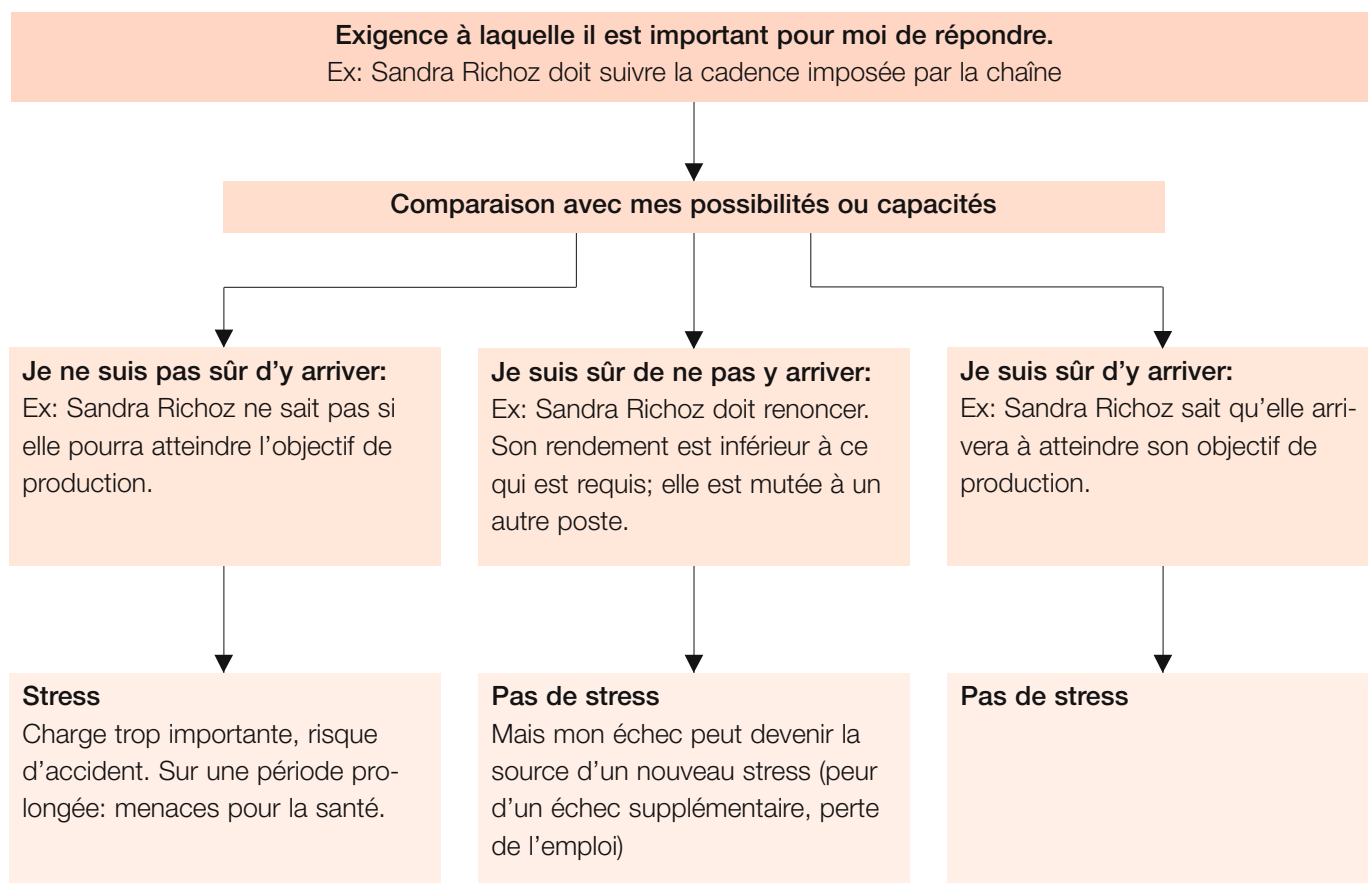 Exigence à laquelle il est important pour moi de répondre.
Ex: Sandra Richoz doit suivre la cadence imposée par la chaîne
Comparaison avec mes possibilités ou capacités
Je ne suis pas sûr d'y arriver:
Ex: Sandra Richoz ne sait pas si
elle pourra atteindre l'objectif de
production.
Je suis sûr de ne pas y arriver:
Ex: Sandra Richoz doit renoncer.
Son rendement est inférieur à ce
qui est requis; elle est mutée à un
autre poste.
Je suis sûr d'y arriver:
Ex: Sandra Richoz sait qu'elle arri-
vera à atteindre son objectif de
production.
Stress
Charge trop importante, risque
d'accident. Sur une période pro-
longée: menaces pour la santé.
Pas de stress
Mais mon échec peut devenir la
source d'un nouveau stress (peur
d'un échec supplémentaire, perte
de l'emploi)
Pas de stress